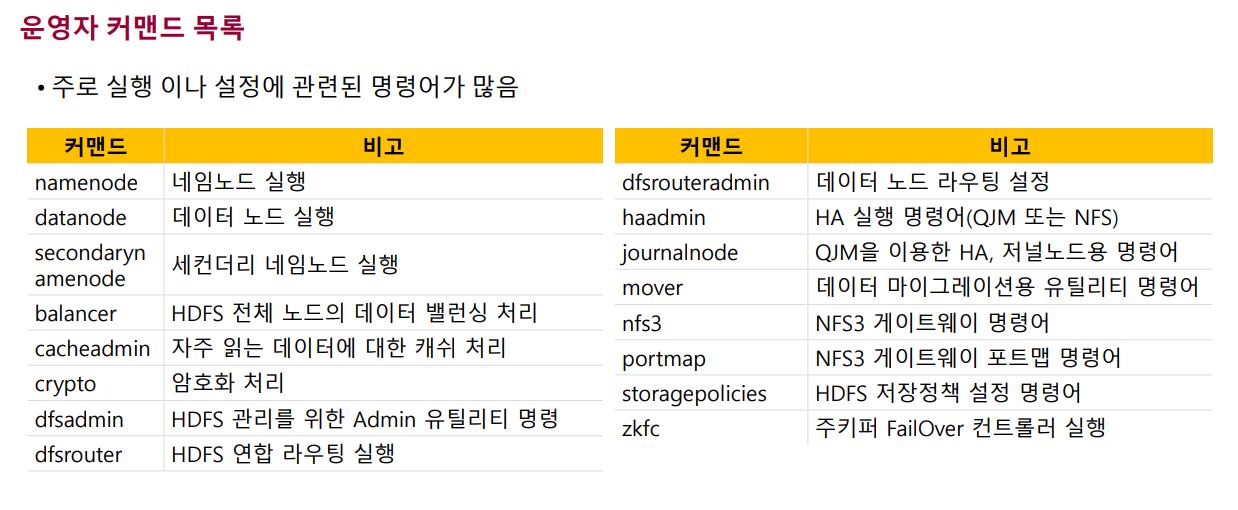 운영자 커맨드 목록
• 주로 실행 이나 설정에 관련된 명령어가 많음
커맨드 비고
namenode 네임노드 실행
datanode 데이터 노드 실행
secondaryn
amenode 세컨더리 네임노드 실행
balancer HDFS 전체 노드의 데이터 밸런싱 처리
cacheadmin 자주 읽는 데이터에 대한 캐쉬 처리
crypto 암호화 처리
dfsadmin HDFS 관리를 위한 Admin 유틸리티 명령
dfsrouter HDFS 연합 라우팅 실행
커맨드 비고
dfsrouteradmin 데이터 노드 라우팅 설정
haadmin HA 실행 명령어(QJM 또는 NFS)
journalnode QJM을 이용한 HA, 저널노드용 명령어
mover 데이터 마이그레이션용 유틸리티 명령어
nfs3 NFS3 게이트웨이 명령어
portmap NFS3 게이트웨이 포트맵 명령어
storagepolicies HDFS 저장정책 설정 명령어
zkfc 주키퍼 FailOver 컨트롤러 실행